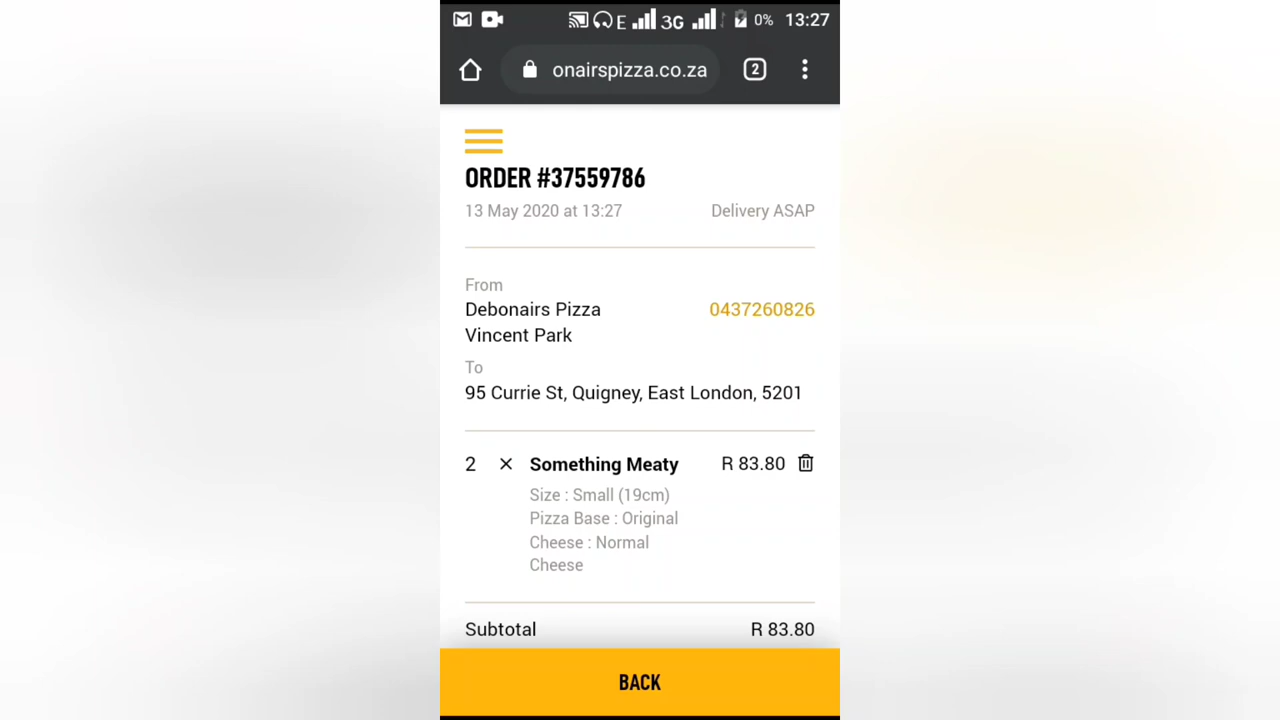 E 3G 0% 13:27
onairspizza.co.za 2
ORDER #37559786
13 May 2020 at 13:27 Delivery ASAP
From
Debonairs Pizza 0437260826
Vincent Park
To
95 Currie St, Quigney, East London, 5201
2 × Something Meaty R 83.80
Size : Small (19cm)
Pizza Base : Original
Cheese : Normal
Cheese
Subtotal R 83.80
BACK